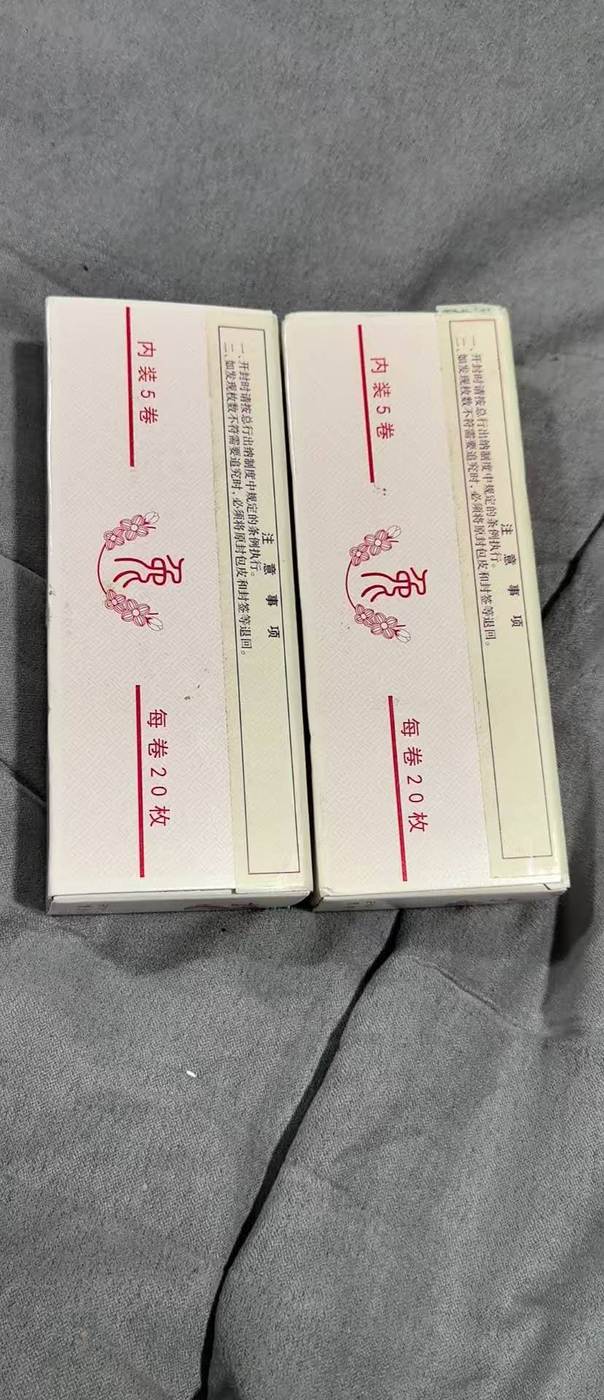 注意事项
一、开封时请按总行出纳制度中规定的条例执行。
二、如发现枚数不符需要追究时，必须将原封包皮和封签等退回。
内装5卷
每卷20枚
注意事项
一、开封时请按总行出纳制度中规定的条例执行。
二、如发现枚数不符需要追究时，必须将原封包皮和封签等退回。
内装5卷
每卷20枚